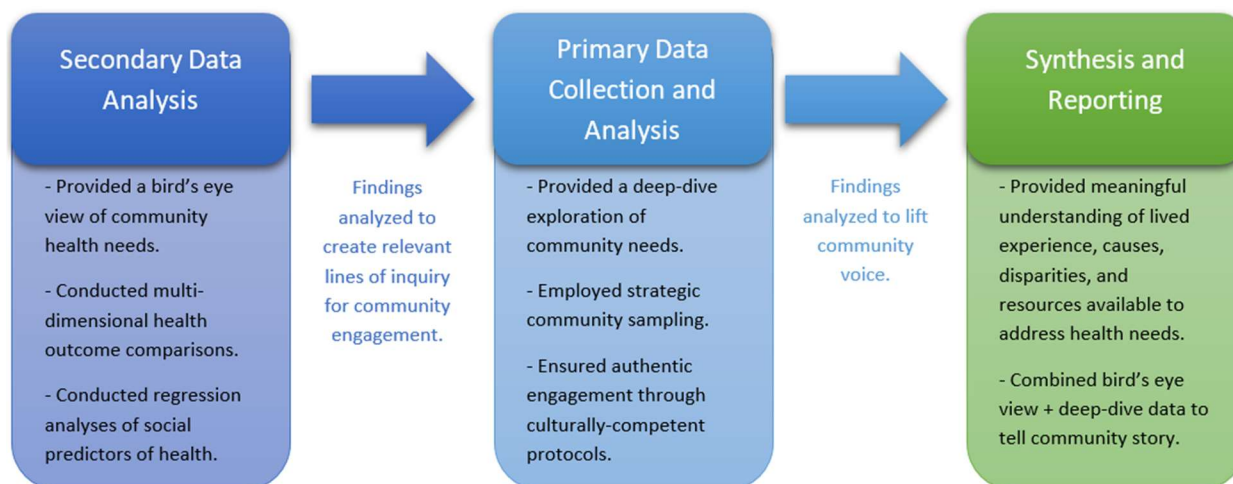 Secondary Data
Analysis
- Provided a bird's eye
view of community
health needs.
- Conducted multi-
dimensional health
outcome comparisons.
- Conducted regression
analyses of social
predictors of health.
Findings
analyzed to
create relevant
lines of inquiry
for community
engagement.
Primary Data
Collection and
Analysis
- Provided a deep-dive
exploration of
community needs.
- Employed strategic
community sampling.
- Ensured authentic
engagement through
culturally-competent
protocols.
Findings
analyzed to lift
community
voice.
Synthesis and
Reporting
- Provided meaningful
understanding of lived
experience, causes,
disparities, and
resources available to
address health needs.
- Combined bird's eye
view + deep-dive data to
tell community story.